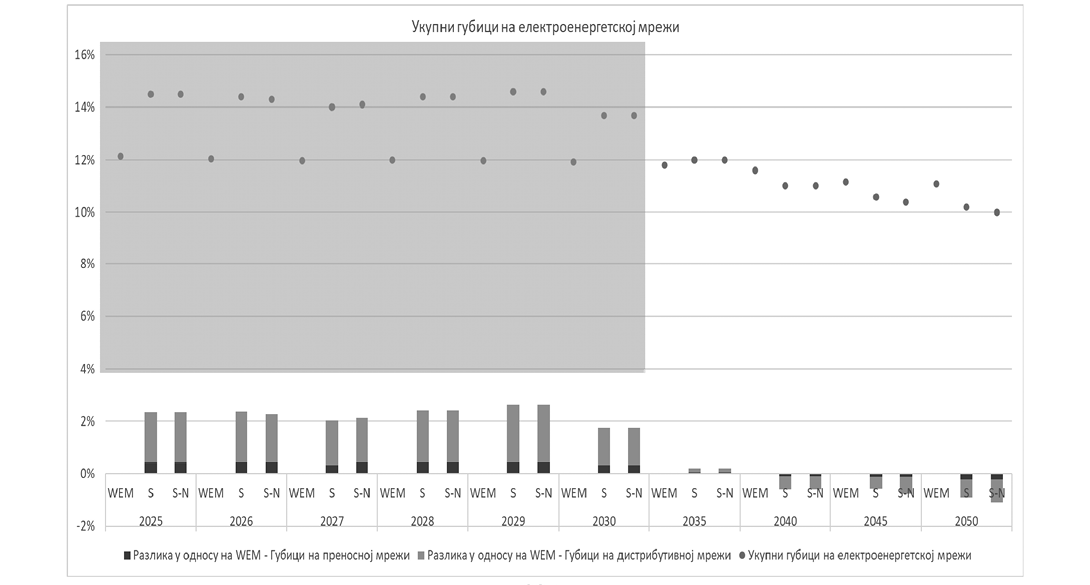 Укупни губици на електроенергетској мрежи
16%
14%
12%
10%
8%
6%
4%
2%
0%
-2%
WEM S S-N WEM S S-N WEM S S-N WEM S S-N WEM S S-N WEM S S-N WEM S S-N WEM S S-N WEM S S-N WEM S S-N
2025 2026 2027 2028 2029 2030 2035 2040 2045 2050
Разлика у односу на WEM - Губици на преносној мрежи Разлика у односу на WEM - Губици на дистрибутивној мрежи Укупни губици на електроенергетској мрежи